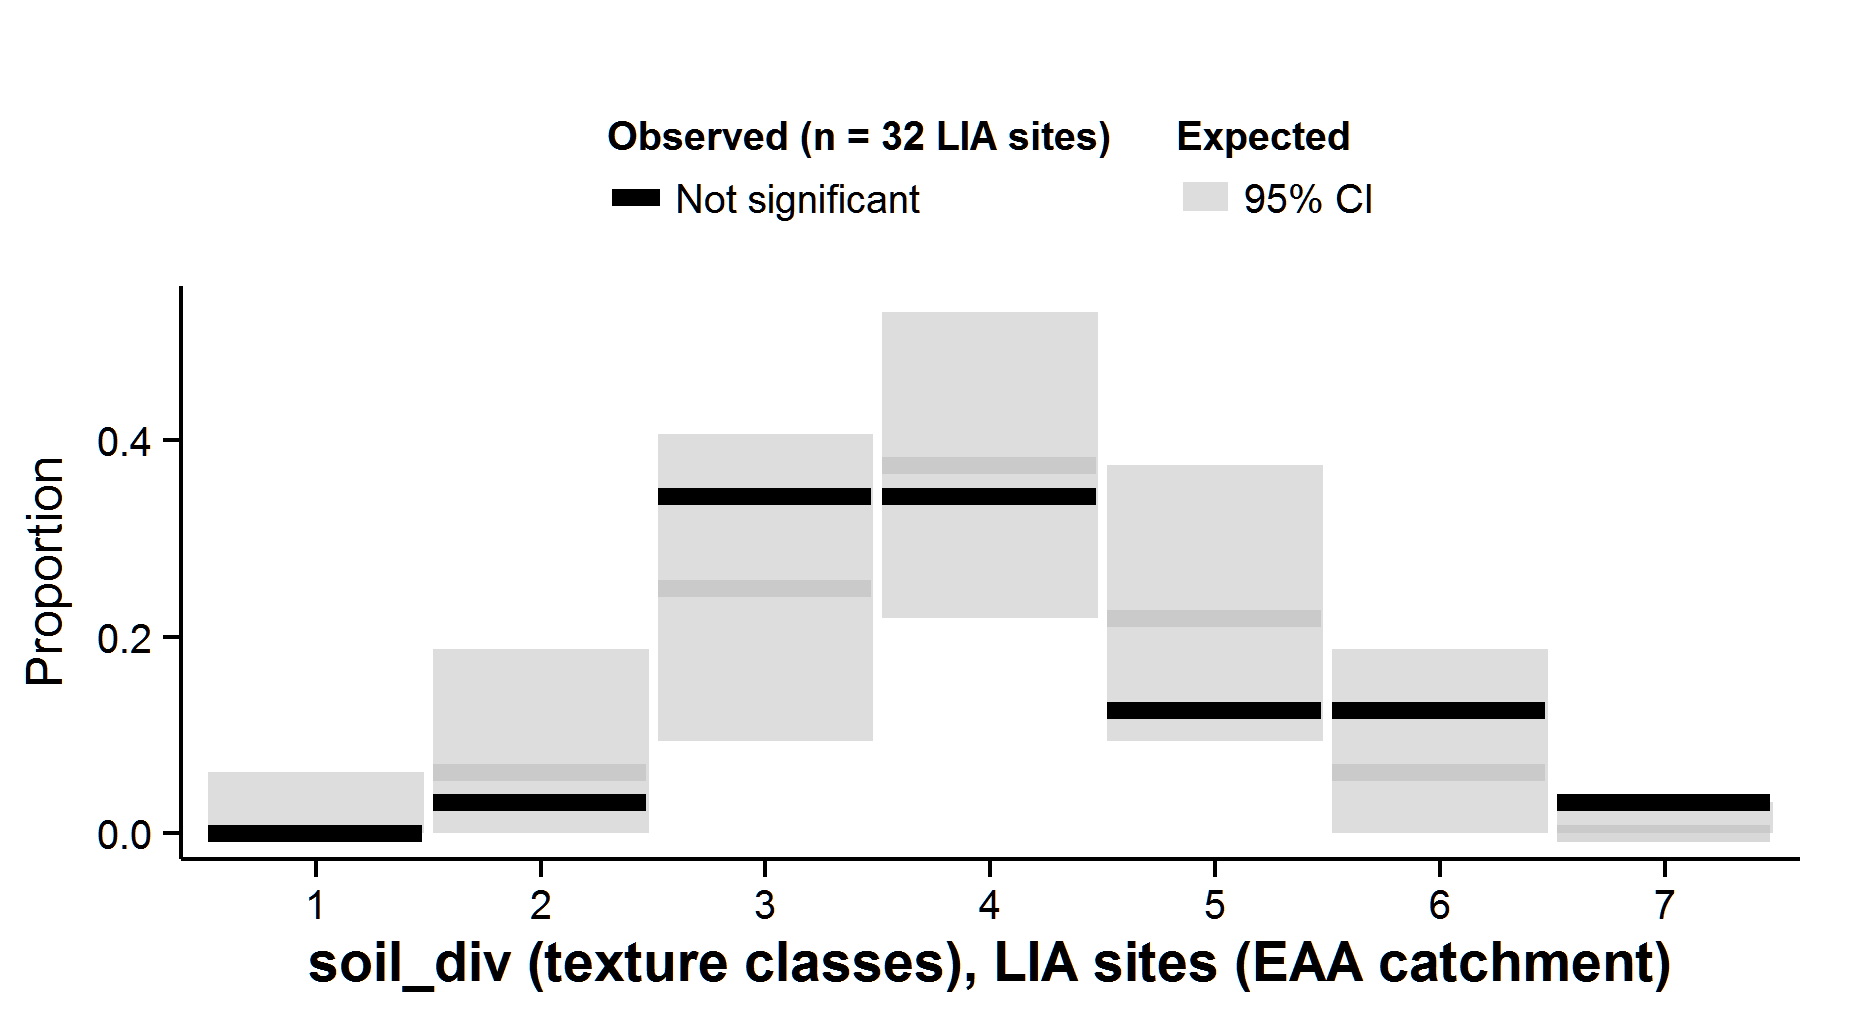 Observed (n = 32 LIA sites) Expected
Not significant 95% CI
Proportion
0.4
0.2
0.0
1 2 3 4 5 6 7
soil_div (texture classes), LIA sites (EAA catchment)